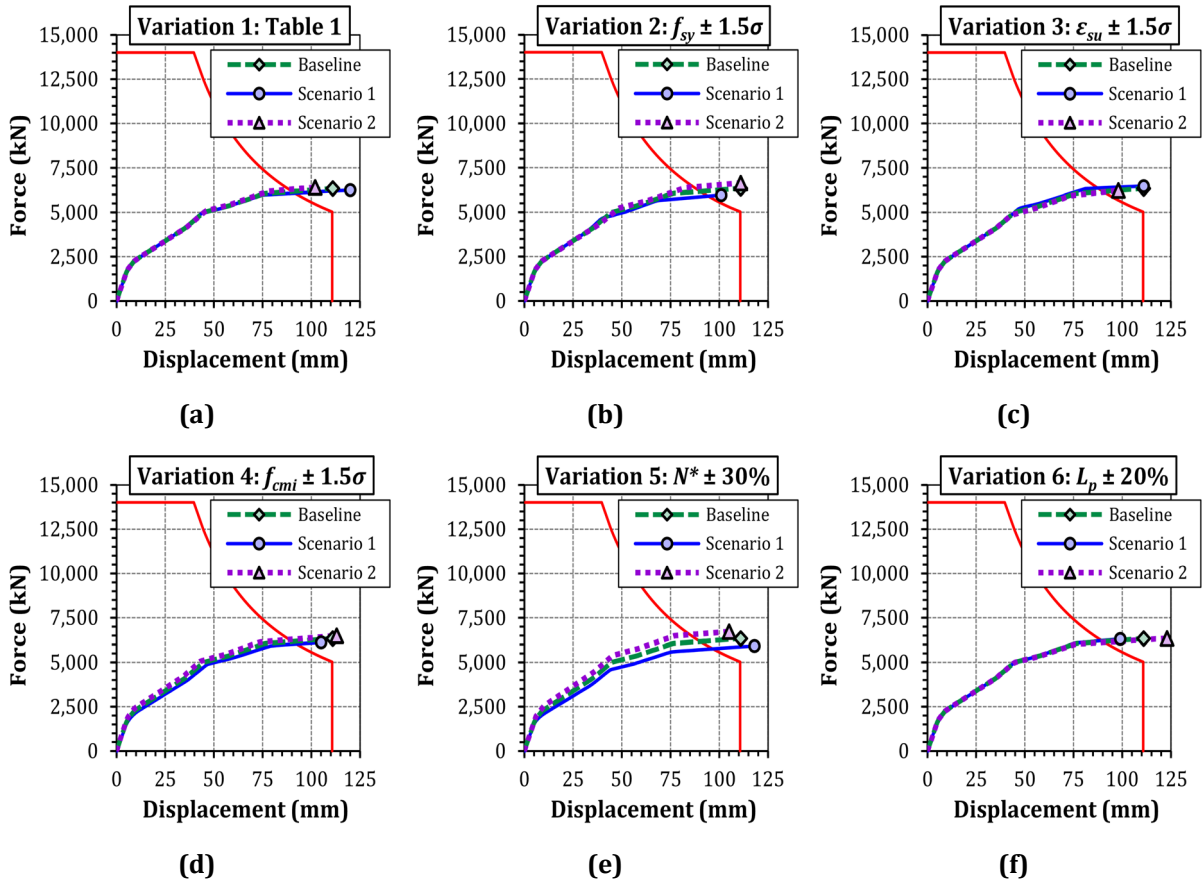 Variation 1: Table 1
15,000
12,500
10,000
7,500
5,000
2,500
0
Force (kN)
Baseline
Scenario 1
Scenario 2
0 25 50 75 100 125
Displacement (mm)
(a)
Variation 2: fsy ± 1.5σ
15,000
12,500
10,000
7,500
5,000
2,500
0
Force (kN)
Baseline
Scenario 1
Scenario 2
0 25 50 75 100 125
Displacement (mm)
(b)
Variation 3: εsu ± 1.5σ
15,000
12,500
10,000
7,500
5,000
2,500
0
Force (kN)
Baseline
Scenario 1
Scenario 2
0 25 50 75 100 125
Displacement (mm)
(c)
Variation 4: fcmi ± 1.5σ
15,000
12,500
10,000
7,500
5,000
2,500
0
Force (kN)
Baseline
Scenario 1
Scenario 2
0 25 50 75 100 125
Displacement (mm)
(d)
Variation 5: N* ± 30%
15,000
12,500
10,000
7,500
5,000
2,500
0
Force (kN)
Baseline
Scenario 1
Scenario 2
0 25 50 75 100 125
Displacement (mm)
(e)
Variation 6: Lp ± 20%
15,000
12,500
10,000
7,500
5,000
2,500
0
Force (kN)
Baseline
Scenario 1
Scenario 2
0 25 50 75 100 125
Displacement (mm)
(f)